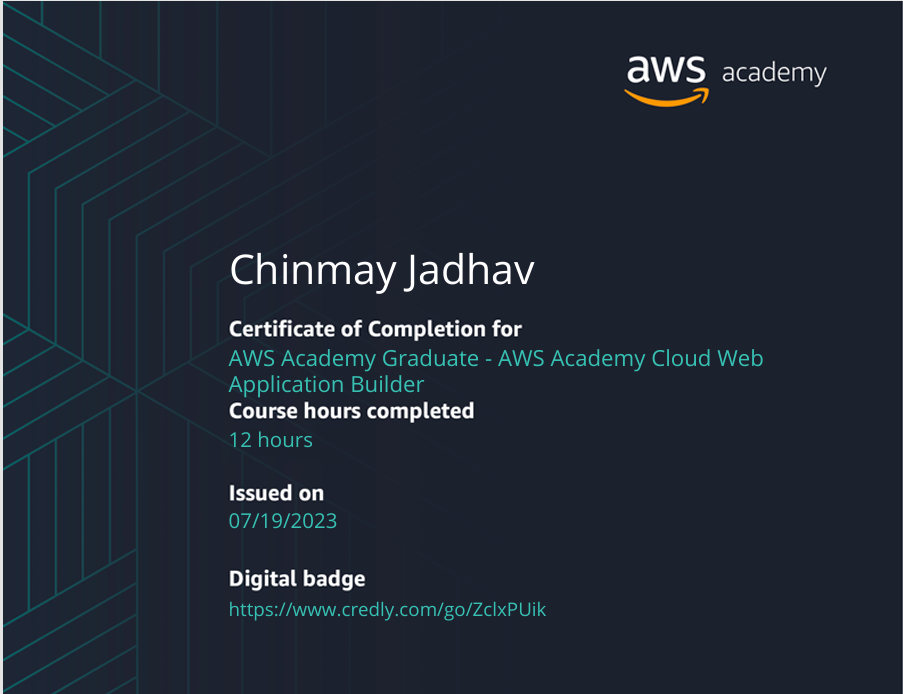 aws academy
Chinmay Jadhav
Certificate of Completion for
AWS Academy Graduate - AWS Academy Cloud Web
Application Builder
Course hours completed
12 hours
Issued on
07/19/2023
Digital badge
https://www.credly.com/go/ZclxPUik